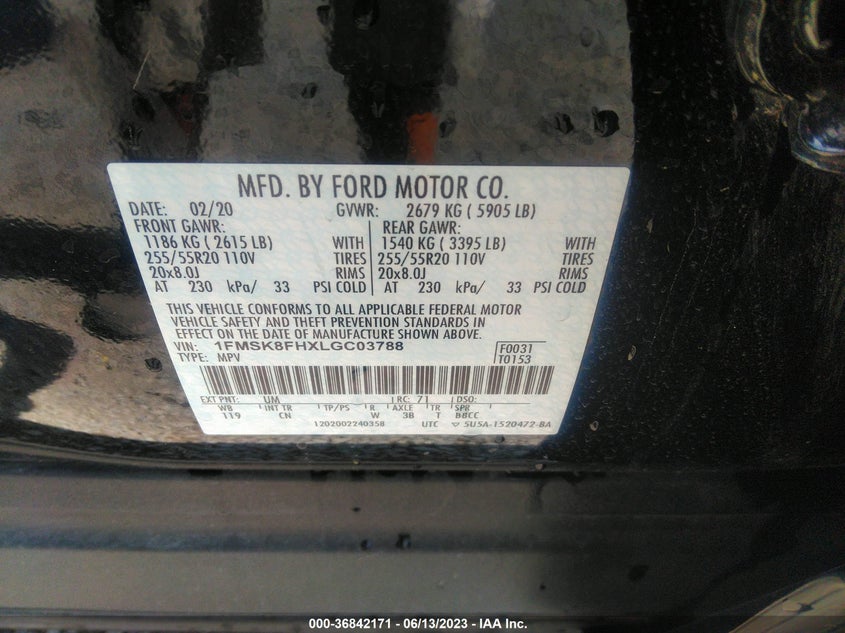 MFD. BY FORD MOTOR CO.
DATE: 02/20 GVWR: 2679 KG ( 5905 LB)
FRONT GAWR: REAR GAWR:
1186 KG ( 2615 LB) WITH 1540 KG ( 3395 LB) WITH
255/55R20 110V TIRES 255/55R20 110V TIRES
20x8.0J RIMS 20x8.0J RIMS
AT 230 kPa/ 33 PSI COLD AT 230 kPa/ 33 PSI COLD
THIS VEHICLE CONFORMS TO ALL APPLICABLE FEDERAL MOTOR
VEHICLE SAFETY AND THEFT PREVENTION STANDARDS IN
EFFECT ON THE DATE OF MANUFACTURE SHOWN ABOVE.
VIN: 1FMSK8FHXLGC03788 F0031
TYPE: MPV T0153
EXT PNT: UM RC: 71 DSO:
WB INT TR TP/PS R AXLE TR SPR
119 CN W 3B T BBCC
1202002240358 UTC ▽ 5U5A-1520472-BA
000-36842171 - 06/13/2023 - IAA Inc.